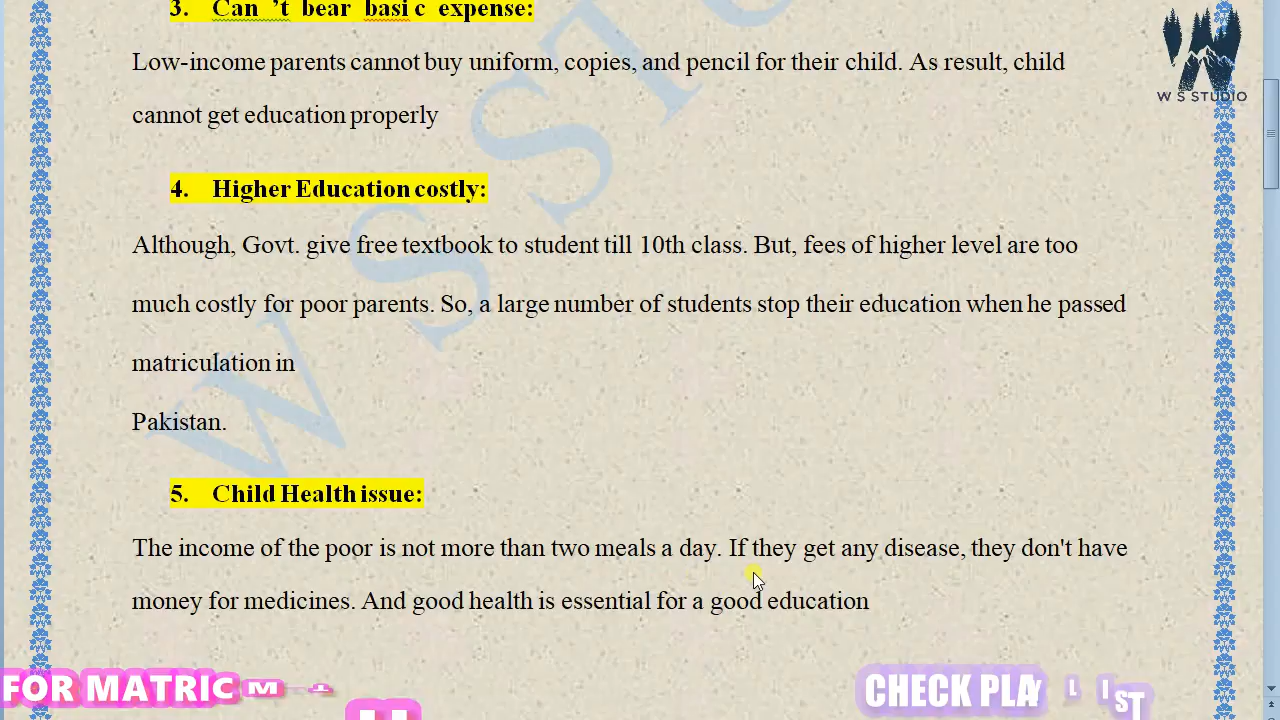 3. Can ’t bear basi c expense:
Low-income parents cannot buy uniform, copies, and pencil for their child. As result, child
cannot get education properly
4. Higher Education costly:
Although, Govt. give free textbook to student till 10th class. But, fees of higher level are too
much costly for poor parents. So, a large number of students stop their education when he passed
matriculation in
Pakistan.
5. Child Health issue:
The income of the poor is not more than two meals a day. If they get any disease, they don't have
money for medicines. And good health is essential for a good education
W S STUDIO
W S STU
FOR MATRIC
CHECK PLAY LIST